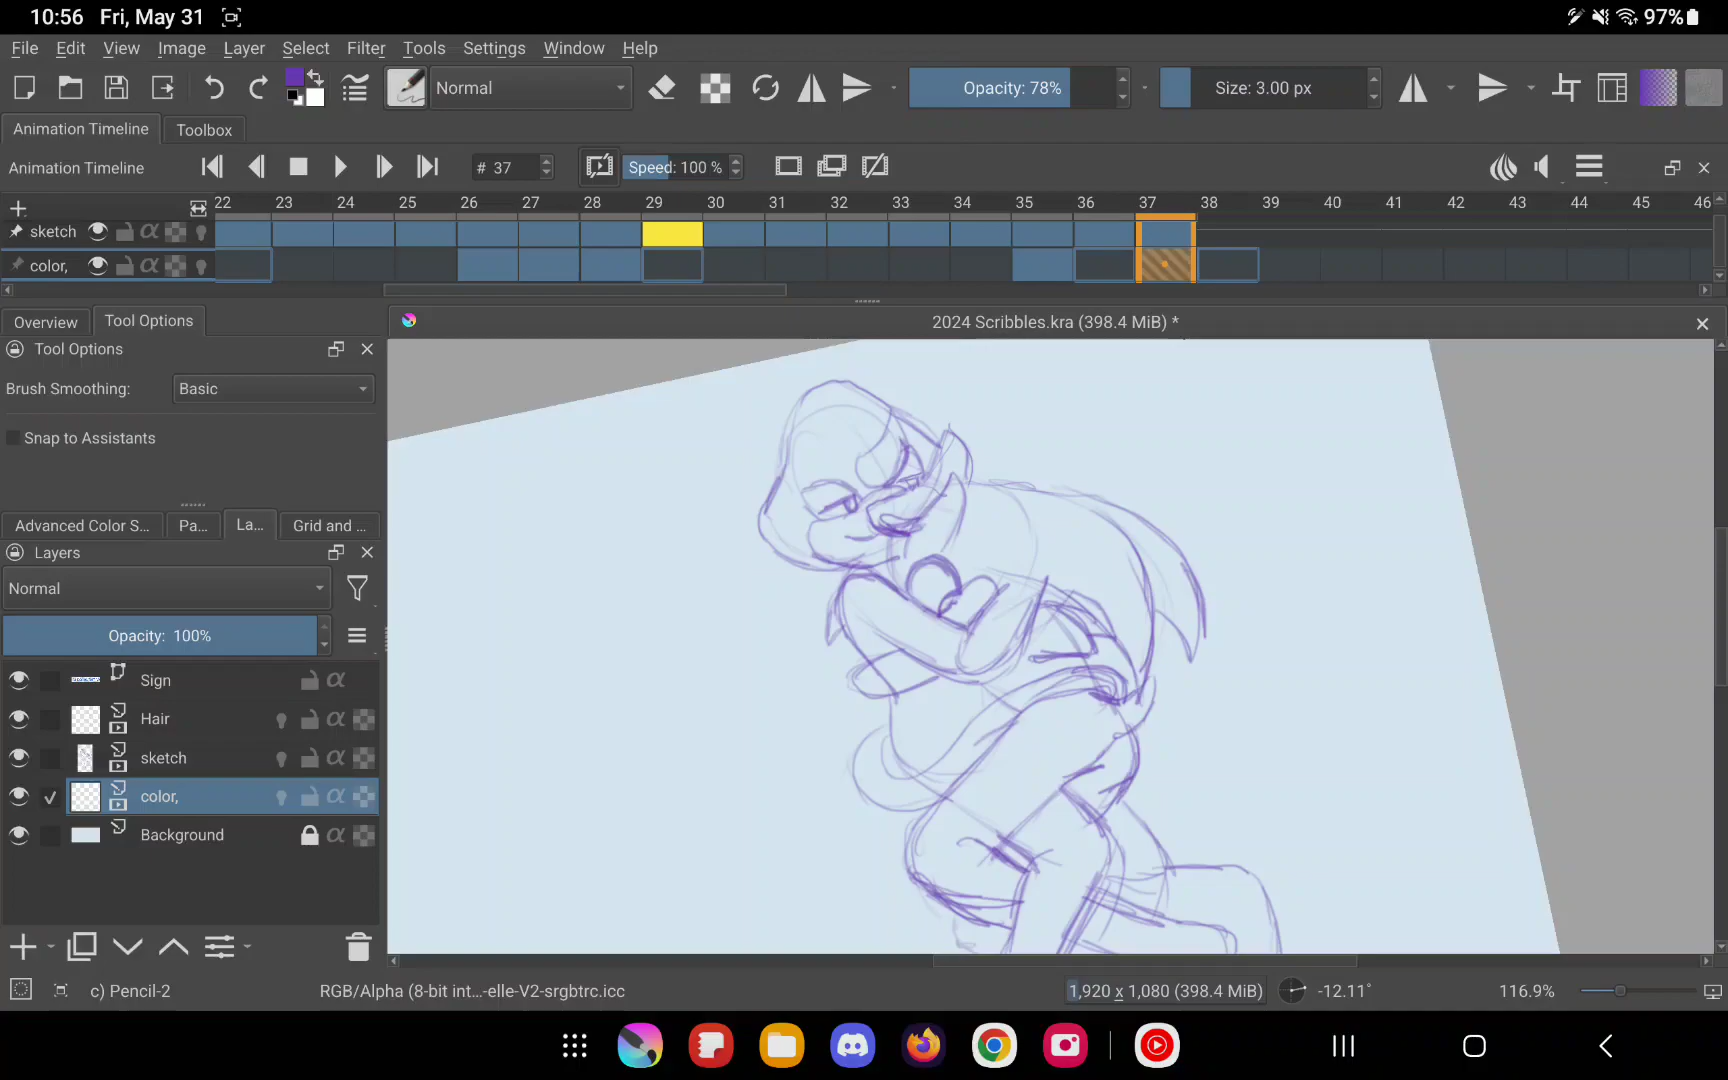 10:56 Fri, May 31 97%
File Edit View Image Layer Select Filter Tools Settings Window Help
Normal Opacity: 78% Size: 3.00 px
Animation Timeline Toolbox
Animation Timeline # 37 Speed: 100 %
22 23 24 25 26 27 28 29 30 31 32 33 34 35 36 37 38 39 40 41 42 43 44 45 46
sketch α
color, α
Overview Tool Options 2024 Scribbles.kra (398.4 MiB) *
Tool Options
Brush Smoothing: Basic
Snap to Assistants
Advanced Color S... Pa... La... Grid and ...
Layers
Normal
Opacity: 100%
Sign α
Hair α
sketch α
color, α
Background α
c) Pencil-2 RGB/Alpha (8-bit int...-elle-V2-srgbtrc.icc 1,920 x 1,080 (398.4 MiB) -12.11° 116.9%